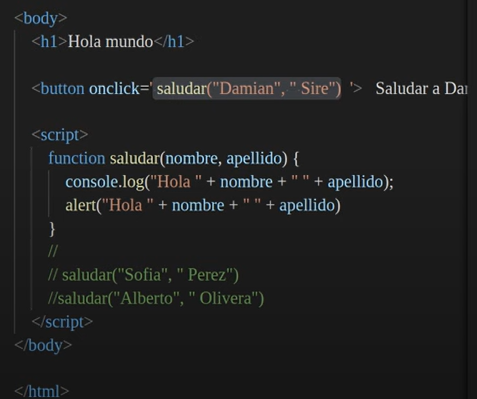 <body>
<h1>Hola mundo</h1>
<button onclick=' saludar("Damian", " Sire") '> Saludar a Da
<script>
function saludar(nombre, apellido) {
console.log("Hola " + nombre + " " + apellido);
alert("Hola " + nombre + " " + apellido)
}
//
// saludar("Sofia", " Perez")
//saludar("Alberto", " Olivera")
</script>
</body>
</html>